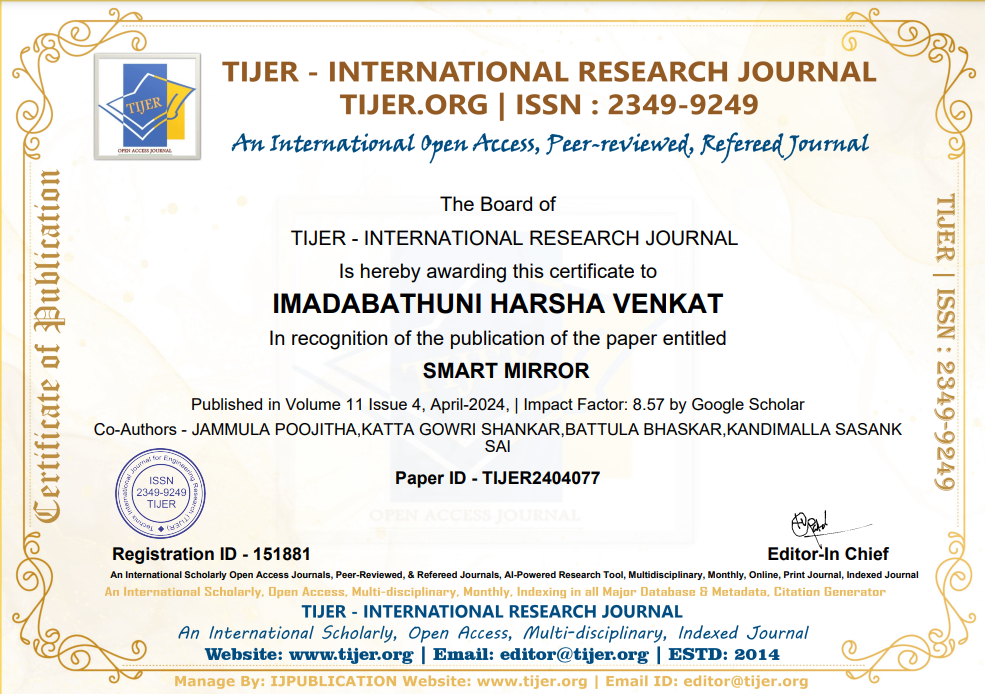 TIJER - INTERNATIONAL RESEARCH JOURNAL
TIJER.ORG | ISSN : 2349-9249
An International Open Access, Peer-reviewed, Refereed Journal
TIJER
OPEN ACCESS JOURNAL
Certificate of Publication
TIJER | ISSN : 2349-9249
The Board of
TIJER - INTERNATIONAL RESEARCH JOURNAL
Is hereby awarding this certificate to
IMADABATHUNI HARSHA VENKAT
In recognition of the publication of the paper entitled
SMART MIRROR
Published in Volume 11 Issue 4, April-2024, | Impact Factor: 8.57 by Google Scholar
Co-Authors - JAMMULA POOJITHA,KATTA GOWRI SHANKAR,BATTULA BHASKAR,KANDIMALLA SASANK
SAI
Paper ID - TIJER2404077
OPEN ACCESS JOURNAL
Technix International Journal for Engineering Research (TIJER)
ISSN
2349-9249
TIJER
Registration ID - 151881
Editor-In Chief
An International Scholarly Open Access Journals, Peer-Reviewed, & Refereed Journals, AI-Powered Research Tool, Multidisciplinary, Monthly, Online, Print Journal, Indexed Journal
An International Scholarly, Open Access, Multi-disciplinary, Monthly, Indexing in all Major Database & Metadata, Citation Generator
TIJER - INTERNATIONAL RESEARCH JOURNAL
An International Scholarly, Open Access, Multi-disciplinary, Indexed Journal
Website: www.tijer.org | Email: editor@tijer.org | ESTD: 2014
Manage By: IJPUBLICATION Website: www.tijer.org | Email ID: editor@tijer.org